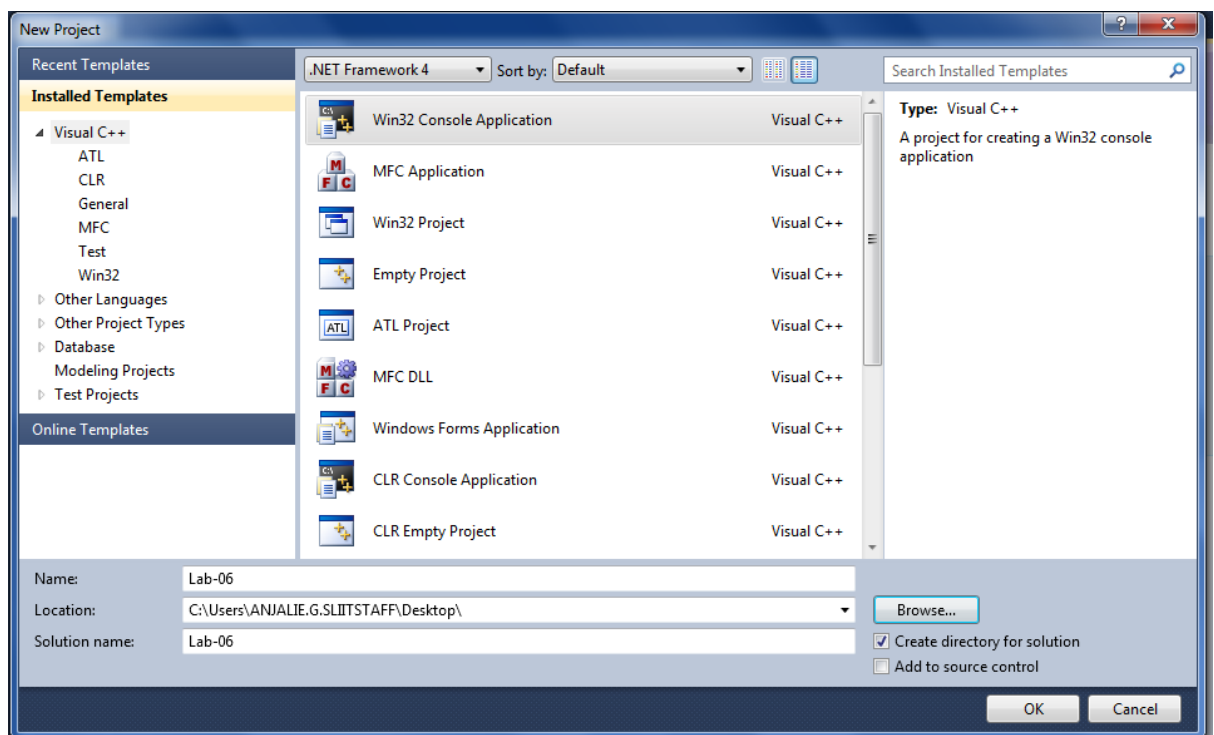 New Project
Recent Templates
Installed Templates
Visual C++
ATL
CLR
General
MFC
Test
Win32
Other Languages
Other Project Types
Database
Modeling Projects
Test Projects
Online Templates
.NET Framework 4 Sort by: Default
Win32 Console Application Visual C++
MFC Application Visual C++
Win32 Project Visual C++
Empty Project Visual C++
ATL Project Visual C++
MFC DLL Visual C++
Windows Forms Application Visual C++
CLR Console Application Visual C++
CLR Empty Project Visual C++
Search Installed Templates
Type: Visual C++
A project for creating a Win32 console
application
Name: Lab-06
Location: C:\Users\ANJALIE.G.SLIITSTAFF\Desktop\ Browse...
Solution name: Lab-06
Create directory for solution
Add to source control
OK Cancel